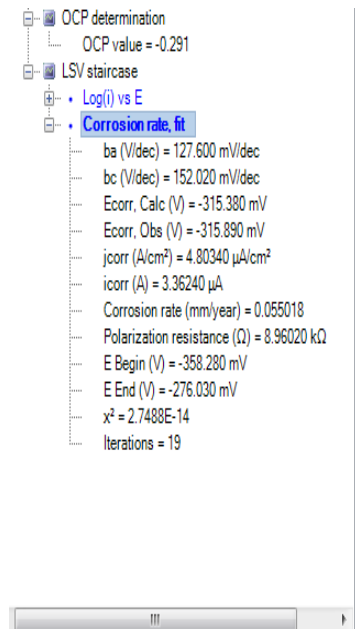 OCP determination
OCP value = -0.291
LSV staircase
Log(i) vs E
Corrosion rate, fit
ba (V/dec) = 127.600 mV/dec
bc (V/dec) = 152.020 mV/dec
Ecorr, Calc (V) = -315.380 mV
Ecorr, Obs (V) = -315.890 mV
jcorr (A/cm²) = 4.80340 µA/cm²
icorr (A) = 3.36240 µA
Corrosion rate (mm/year) = 0.055018
Polarization resistance (Ω) = 8.96020 kΩ
E Begin (V) = -358.280 mV
E End (V) = -276.030 mV
x² = 2.7488E-14
Iterations = 19